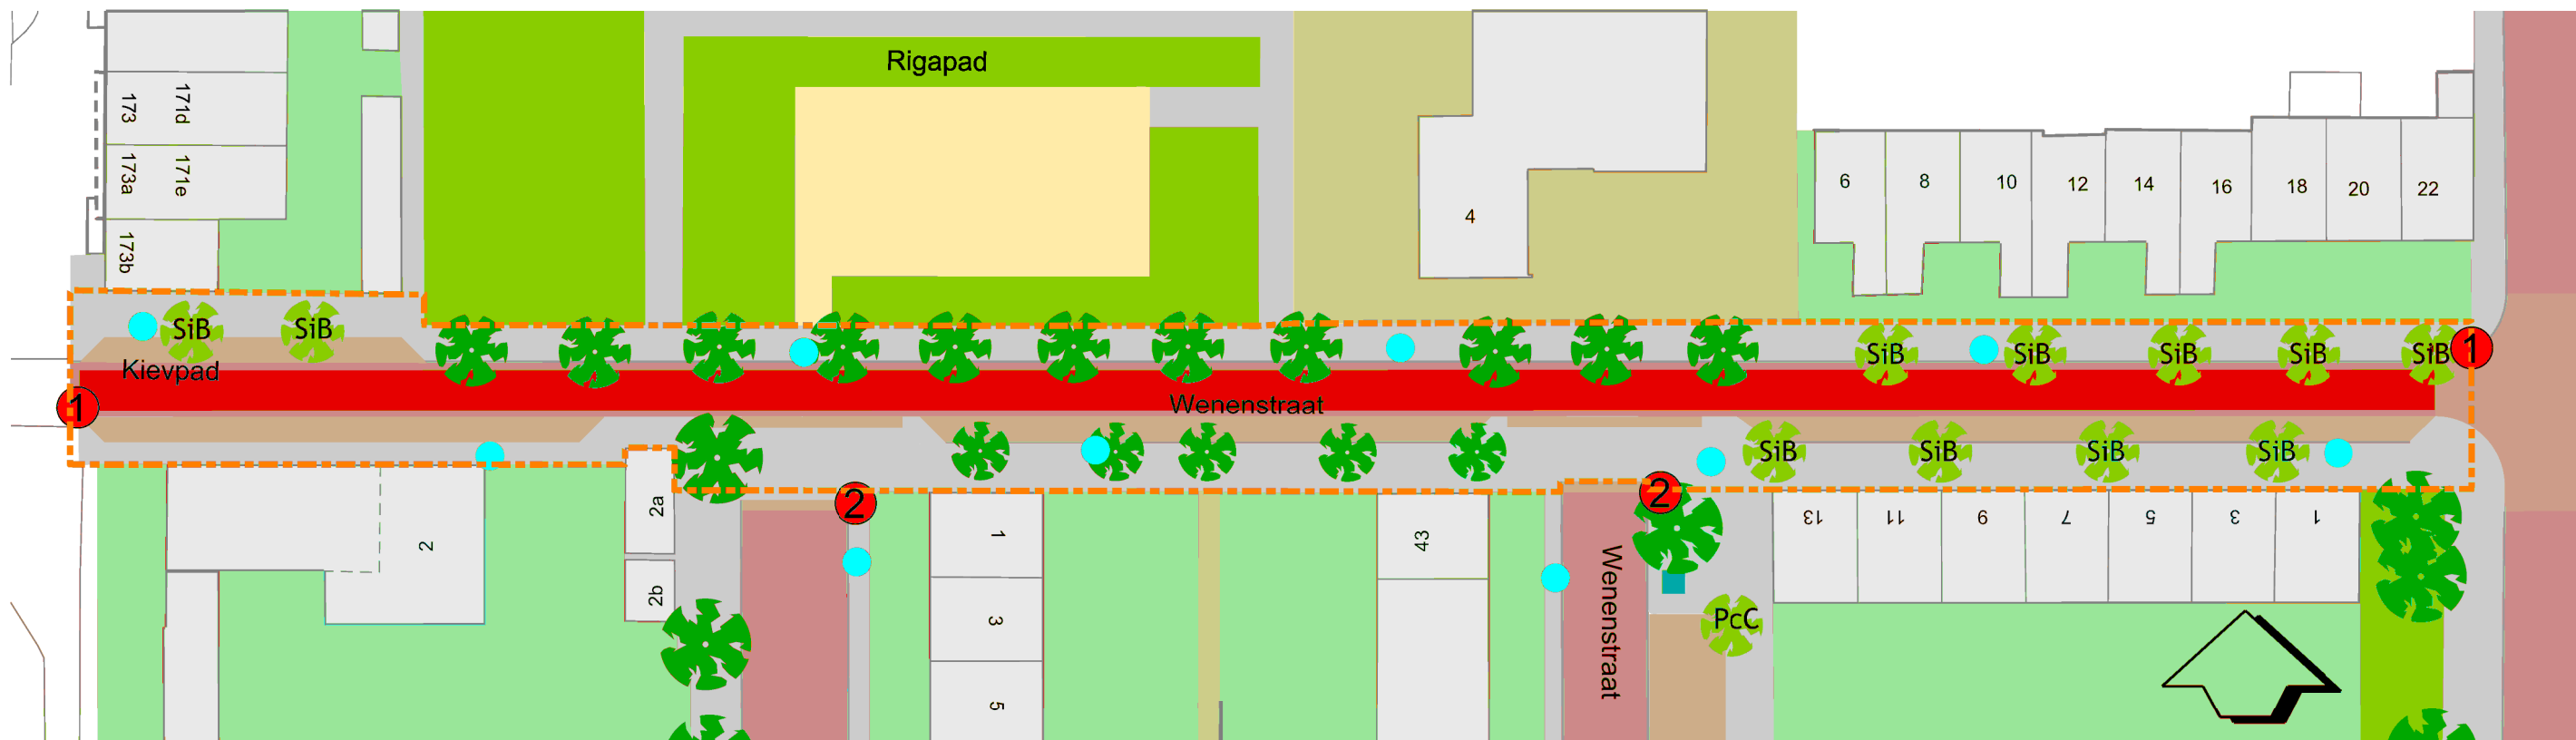 Rigapad
173
171d
173a
171e
173b
4
6
8
10
12
14
16
18
20
22
SiB
SiB
SiB
SiB
SiB
SiB
SiB
1
Kievpad
1
Wenenstraat
SiB
SiB
SiB
SiB
2
2a
2b
2
1
3
5
43
2
Wenenstraat
PcC
13
11
9
7
5
3
1